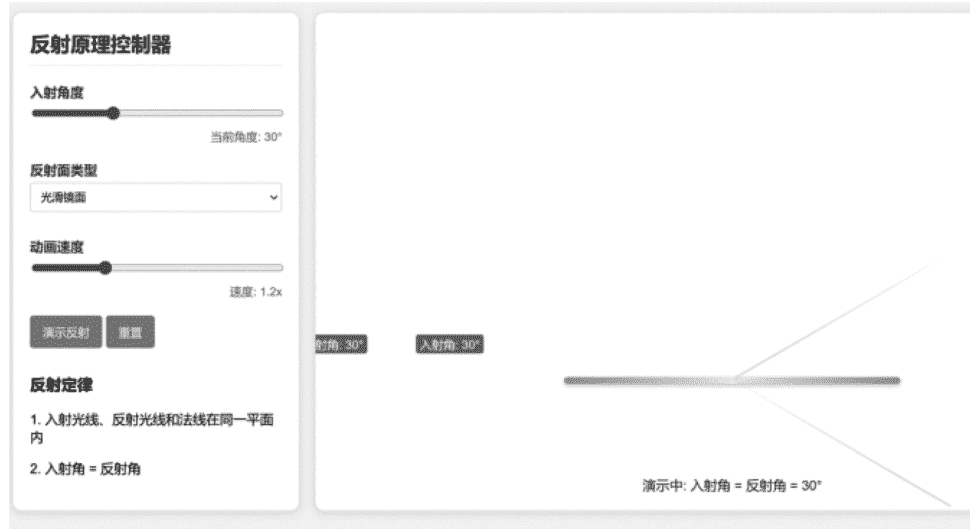 反射原理控制器
入射角度
当前角度: 30°
反射面类型
光滑镜面
动画速度
速度: 1.2x
演示反射
重置
反射定律
1. 入射光线、反射光线和法线在同一平面
内
2. 入射角 = 反射角
射角: 30°
入射角: 30°
演示中: 入射角 = 反射角 = 30°